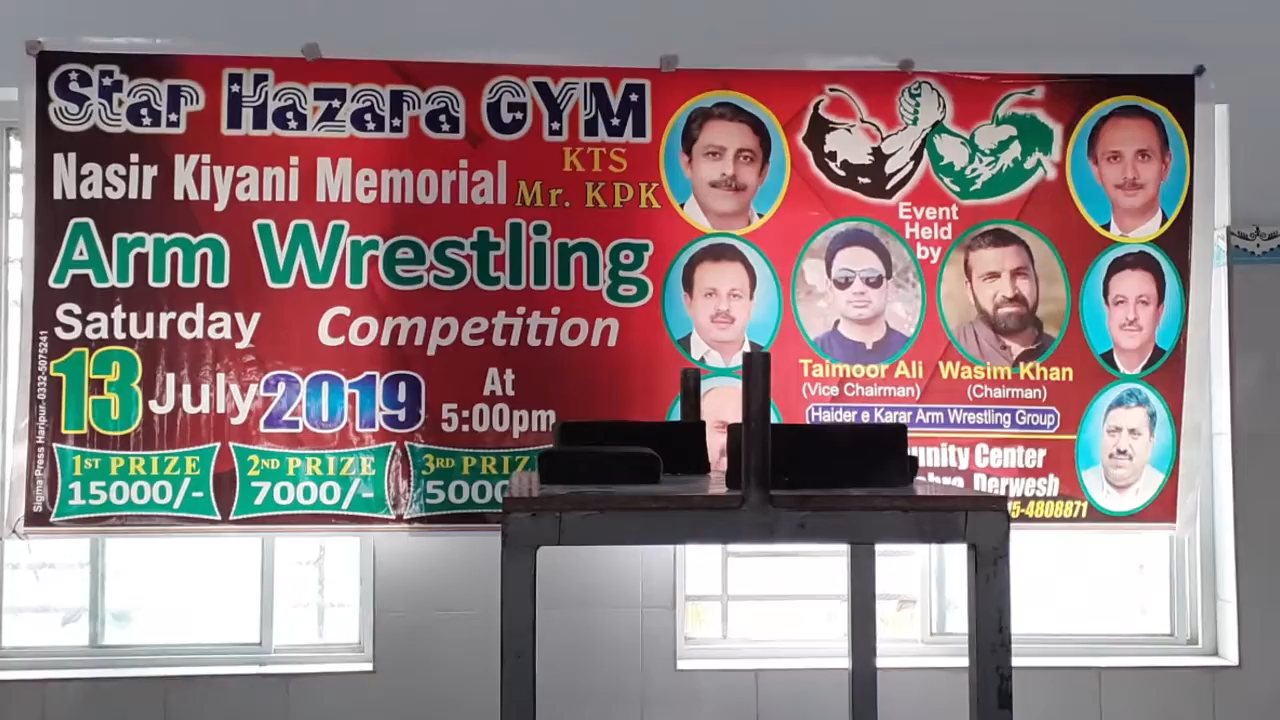 Star Hazara GYM
KTS
Nasir Kiyani Memorial Mr. KPK
Arm Wrestling
Saturday Competition
13 July 2019 At 5:00pm
1ST PRIZE
15000/-
2ND PRIZE
7000/-
3RD PRIZ
5000
Sigma Press Haripur. 0332-5075241
Event
Held
by
Taimoor Ali
(Vice Chairman)
Wasim Khan
(Chairman)
Haider e Karar Arm Wrestling Group
unity Center
Derwesh
5-4808871